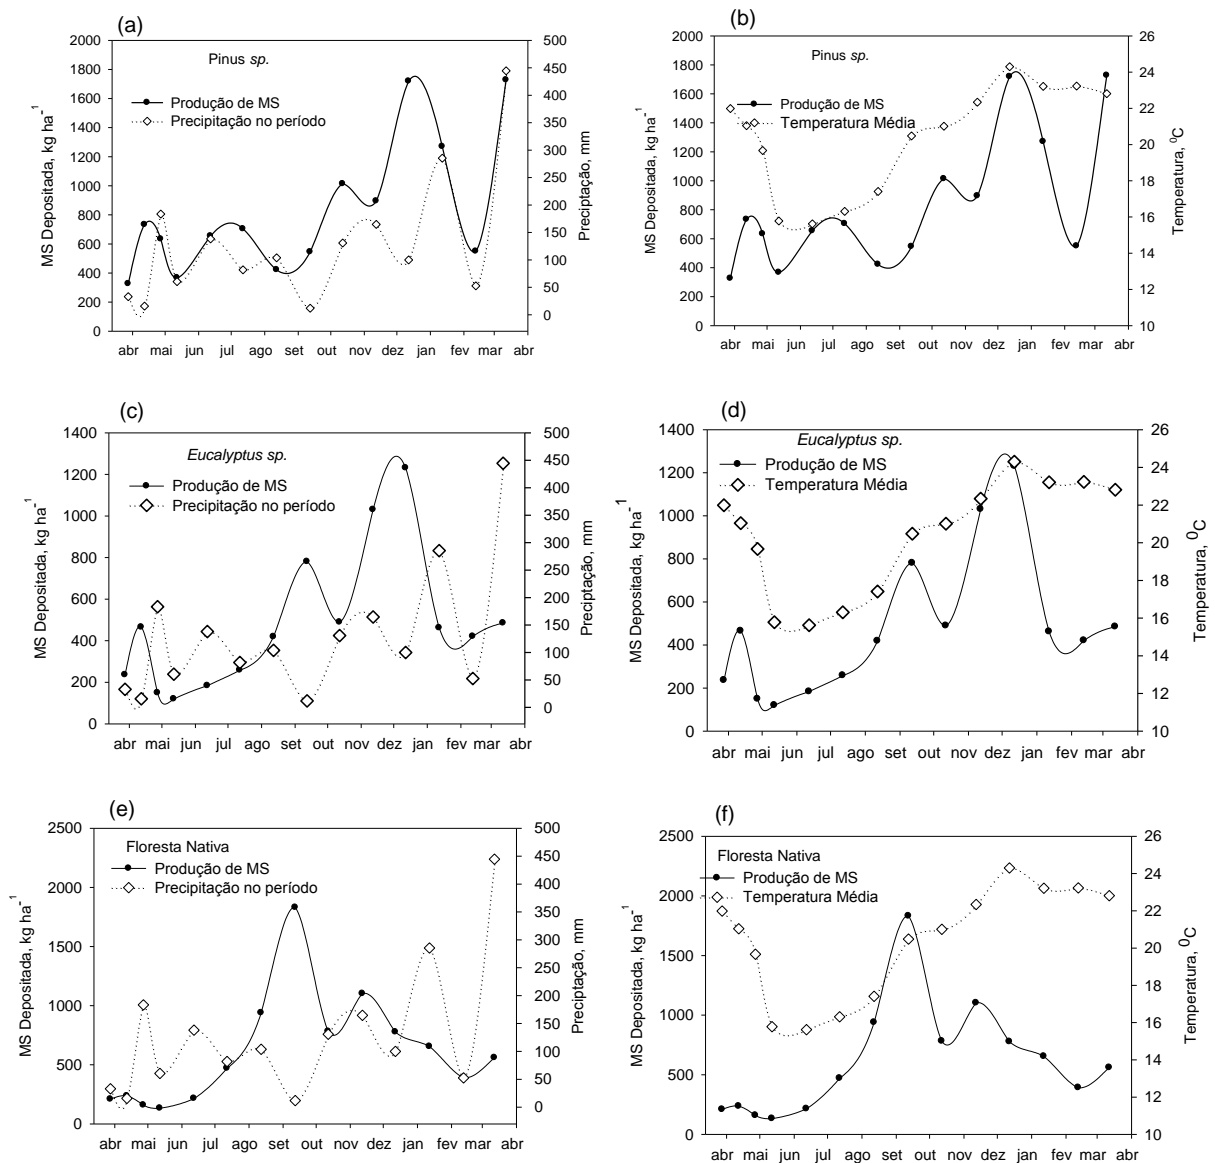 (a)
Pinus sp.
Produção de MS
Precipitação no período
MS Depositada, kg ha⁻¹
2000
1800
1600
1400
1200
1000
800
600
400
200
0
500
450
400
350
300
250
200
150
100
50
0
Preciptação, mm
abr mai jun jul ago set out nov dez jan fev mar abr
(b)
Pinus sp.
Produção de MS
Temperatura Média
MS Depositada, kg ha⁻¹
2000
1800
1600
1400
1200
1000
800
600
400
200
0
26
24
22
20
18
16
14
12
10
Temperatura, ⁰C
abr mai jun jul ago set out nov dez jan fev mar abr
(c)
Eucalyptus sp.
Produção de MS
Precipitação no período
MS Depositada, kg ha⁻¹
1400
1200
1000
800
600
400
200
0
500
450
400
350
300
250
200
150
100
50
0
Preciptação, mm
abr mai jun jul ago set out nov dez jan fev mar abr
(d)
Eucalyptus sp.
Produção de MS
Temperatura Média
MS Depositada, kg ha⁻¹
1400
1200
1000
800
600
400
200
0
26
24
22
20
18
16
14
12
10
Temperatura, ⁰C
abr mai jun jul ago set out nov dez jan fev mar abr
(e)
Floresta Nativa
Produção de MS
Precipitação no período
MS Depositada, kg ha⁻¹
2500
2000
1500
1000
500
0
500
450
400
350
300
250
200
150
100
50
0
Preciptação, mm
abr mai jun jul ago set out nov dez jan fev mar abr
(f)
Floresta Nativa
Produção de MS
Temperatura Média
MS Depositada, kg ha⁻¹
2500
2000
1500
1000
500
0
26
24
22
20
18
16
14
11
10
Temperatura, ⁰C
abr mai jun jul ago set out nov dez jan fev mar abr